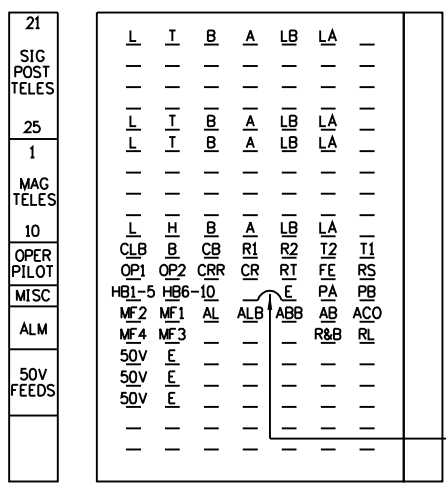 21
SIG
POST
TELES
25
1
MAG
TELES
10
OPER
PILOT
MISC
ALM
50V
FEEDS
L T B A LB LA
L T B A LB LA
L T B A LB LA
L H B A LB LA
CLB B CB R1 R2 T2 T1
OP1 OP2 CRR CR RT FE RS
HB1-5 HB6-10 E PA PB
MF2 MF1 AL ALB ABB AB ACO
MF4 MF3 R&B RL
50V E
50V E
50V E